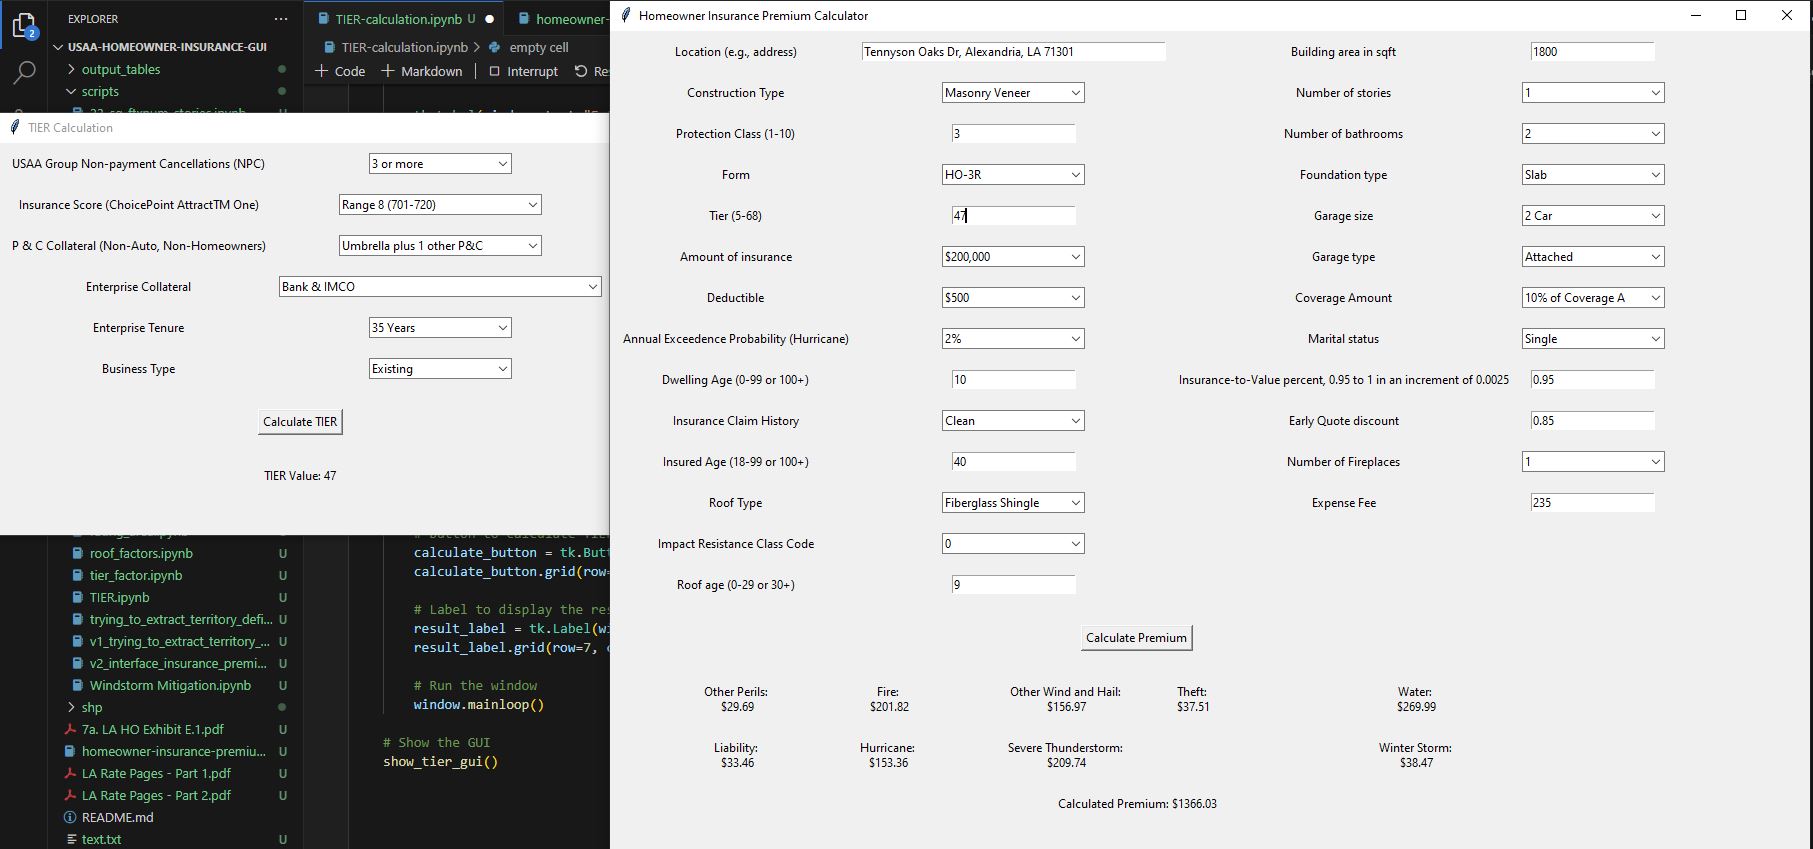 EXPLORER
USAA-HOMEOWNER-INSURANCE-GUI
output_tables
scripts
2
TIER-calculation.ipynb U
homeowner-
TIER-calculation.ipynb > empty cell
+ Code + Markdown Interrupt
TIER Calculation
USAA Group Non-payment Cancellations (NPC) 3 or more
Insurance Score (ChoicePoint AttractTM One) Range 8 (701-720)
P & C Collateral (Non-Auto, Non-Homeowners) Umbrella plus 1 other P&C
Enterprise Collateral Bank & IMCO
Enterprise Tenure 35 Years
Business Type Existing
Calculate TIER
TIER Value: 47
roof_factors.ipynb U
tier_factor.ipynb U
TIER.ipynb U
trying_to_extract_territory_defi... U
v1_trying_to_extract_territory_... U
v2_interface_insurance_premi... U
Windstorm Mitigation.ipynb U
shp
7a. LA HO Exhibit E.1.pdf U
homeowner-insurance-premiu... U
LA Rate Pages - Part 1.pdf U
LA Rate Pages - Part 2.pdf U
README.md
text.txt U
calculate_button = tk.Butt
calculate_button.grid(row=
# Label to display the res
result_label = tk.Label(wi
result_label.grid(row=7,
# Run the window
window.mainloop()
# Show the GUI
show_tier_gui()
Homeowner Insurance Premium Calculator
Location (e.g., address) Tennyson Oaks Dr, Alexandria, LA 71301 Building area in sqft 1800
Construction Type Masonry Veneer Number of stories 1
Protection Class (1-10) 3 Number of bathrooms 2
Form HO-3R Foundation type Slab
Tier (5-68) 47 Garage size 2 Car
Amount of insurance $200,000 Garage type Attached
Deductible $500 Coverage Amount 10% of Coverage A
Annual Exceedence Probability (Hurricane) 2% Marital status Single
Dwelling Age (0-99 or 100+) 10 Insurance-to-Value percent, 0.95 to 1 in an increment of 0.0025 0.95
Insurance Claim History Clean Early Quote discount 0.85
Insured Age (18-99 or 100+) 40 Number of Fireplaces 1
Roof Type Fiberglass Shingle Expense Fee 235
Impact Resistance Class Code 0
Roof age (0-29 or 30+) 9
Calculate Premium
Other Perils: Fire: Other Wind and Hail: Theft: Water:
$29.69 $201.82 $156.97 $37.51 $269.99
Liability: Hurricane: Severe Thunderstorm: Winter Storm:
$33.46 $153.36 $209.74 $38.47
Calculated Premium: $1366.03